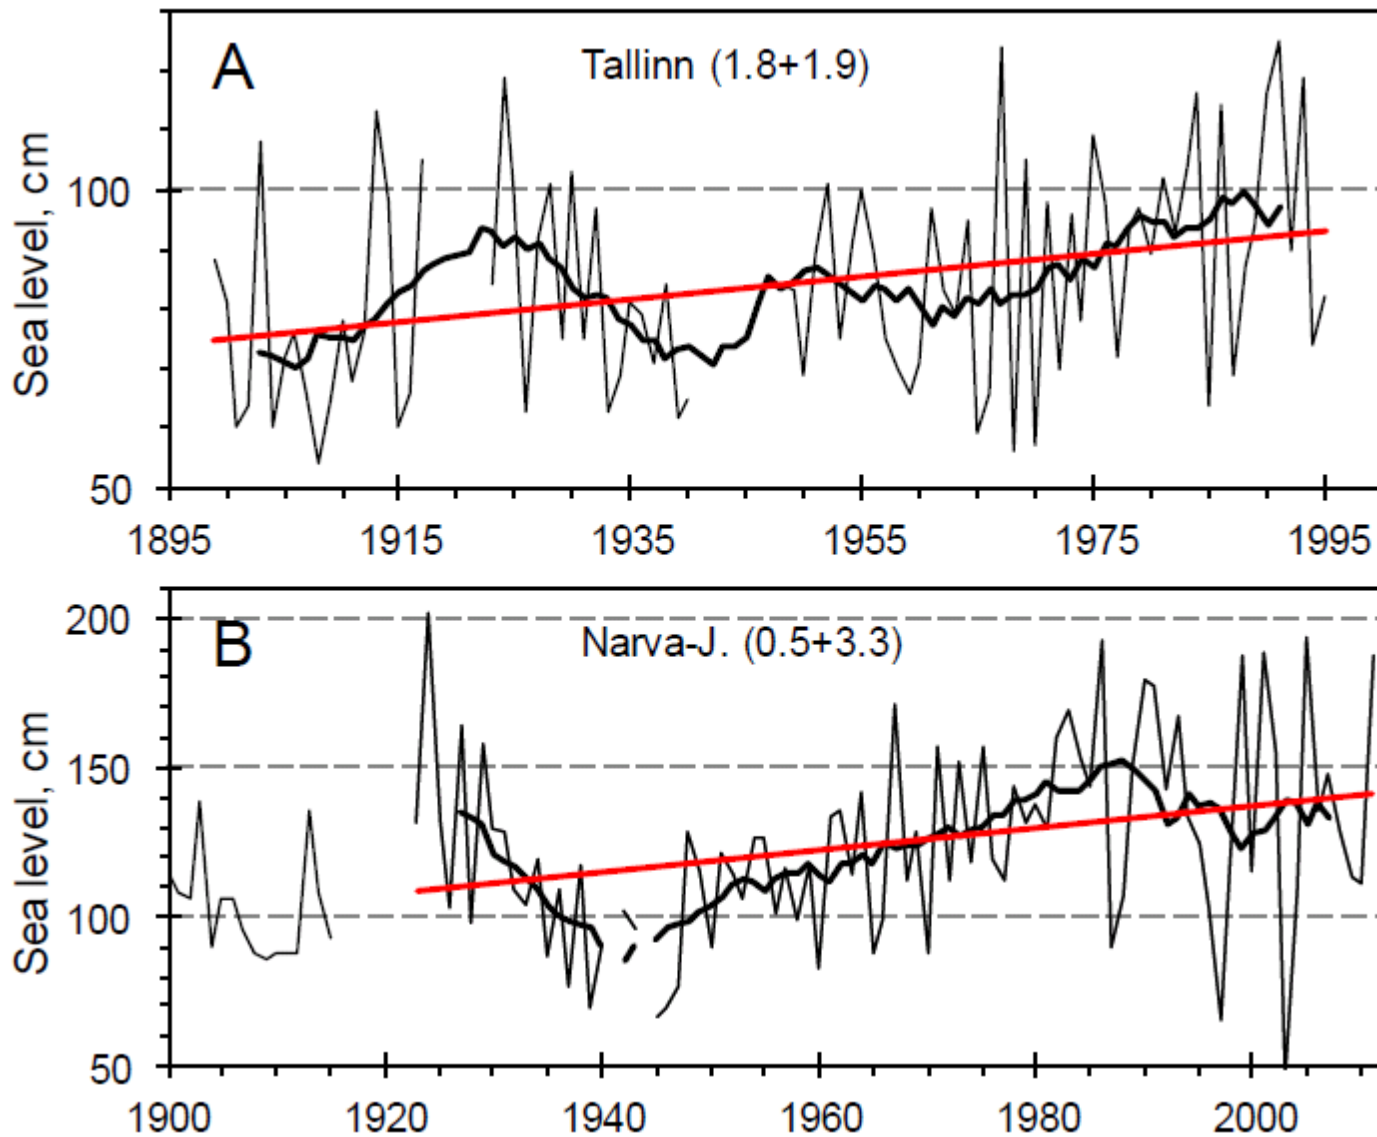 A
Tallinn (1.8+1.9)
Sea level, cm
100
50
1895 1915 1935 1955 1975 1995
B
Narva-J. (0.5+3.3)
Sea level, cm
200
150
100
50
1900 1920 1940 1960 1980 2000